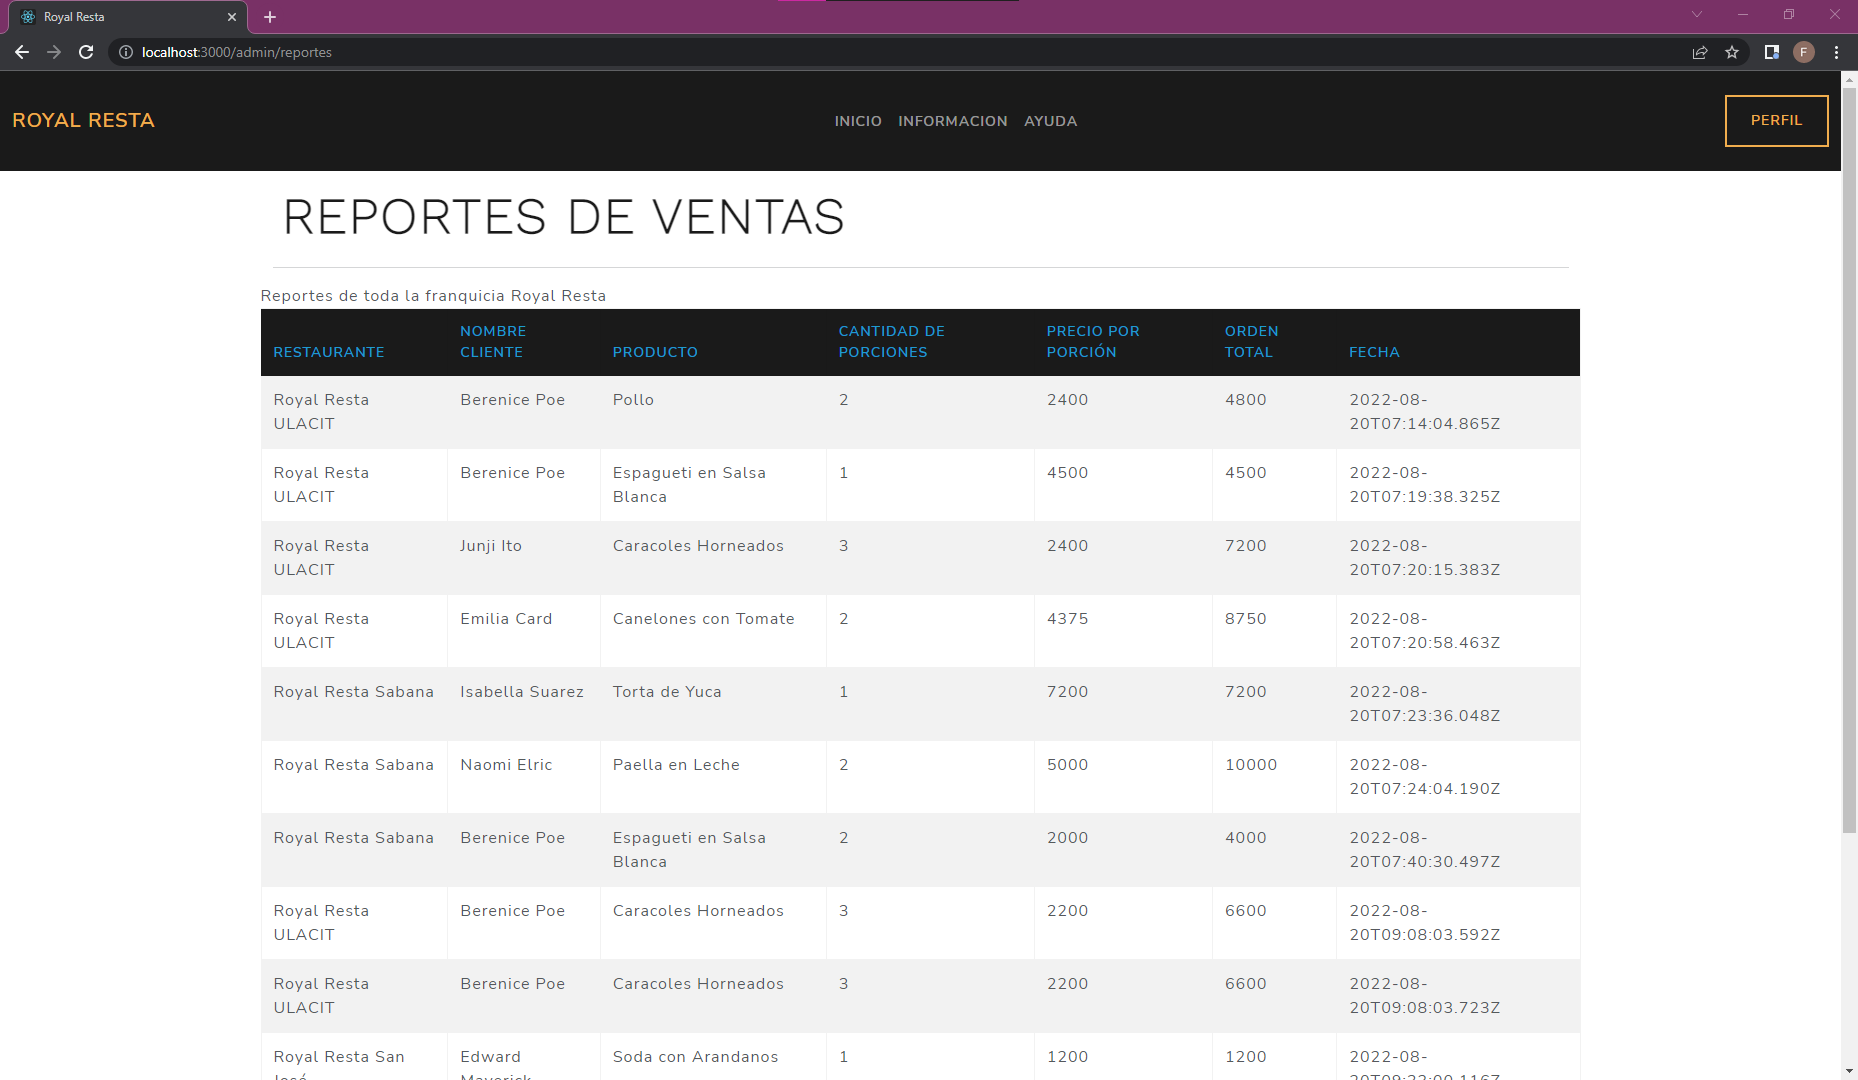 Royal Resta
localhost:3000/admin/reportes
F
ROYAL RESTA
INICIO INFORMACION AYUDA
PERFIL
REPORTES DE VENTAS
Reportes de toda la franquicia Royal Resta
RESTAURANTE NOMBRE CLIENTE PRODUCTO CANTIDAD DE PORCIONES PRECIO POR PORCIÓN ORDEN TOTAL FECHA
Royal Resta ULACIT Berenice Poe Pollo 2 2400 4800 2022-08-20T07:14:04.865Z
Royal Resta ULACIT Berenice Poe Espagueti en Salsa Blanca 1 4500 4500 2022-08-20T07:19:38.325Z
Royal Resta ULACIT Junji Ito Caracoles Horneados 3 2400 7200 2022-08-20T07:20:15.383Z
Royal Resta ULACIT Emilia Card Canelones con Tomate 2 4375 8750 2022-08-20T07:20:58.463Z
Royal Resta Sabana Isabella Suarez Torta de Yuca 1 7200 7200 2022-08-20T07:23:36.048Z
Royal Resta Sabana Naomi Elric Paella en Leche 2 5000 10000 2022-08-20T07:24:04.190Z
Royal Resta Sabana Berenice Poe Espagueti en Salsa Blanca 2 2000 4000 2022-08-20T07:40:30.497Z
Royal Resta ULACIT Berenice Poe Caracoles Horneados 3 2200 6600 2022-08-20T09:08:03.592Z
Royal Resta ULACIT Berenice Poe Caracoles Horneados 3 2200 6600 2022-08-20T09:08:03.723Z
Royal Resta San José Edward Maverick Soda con Arandanos 1 1200 1200 2022-08-